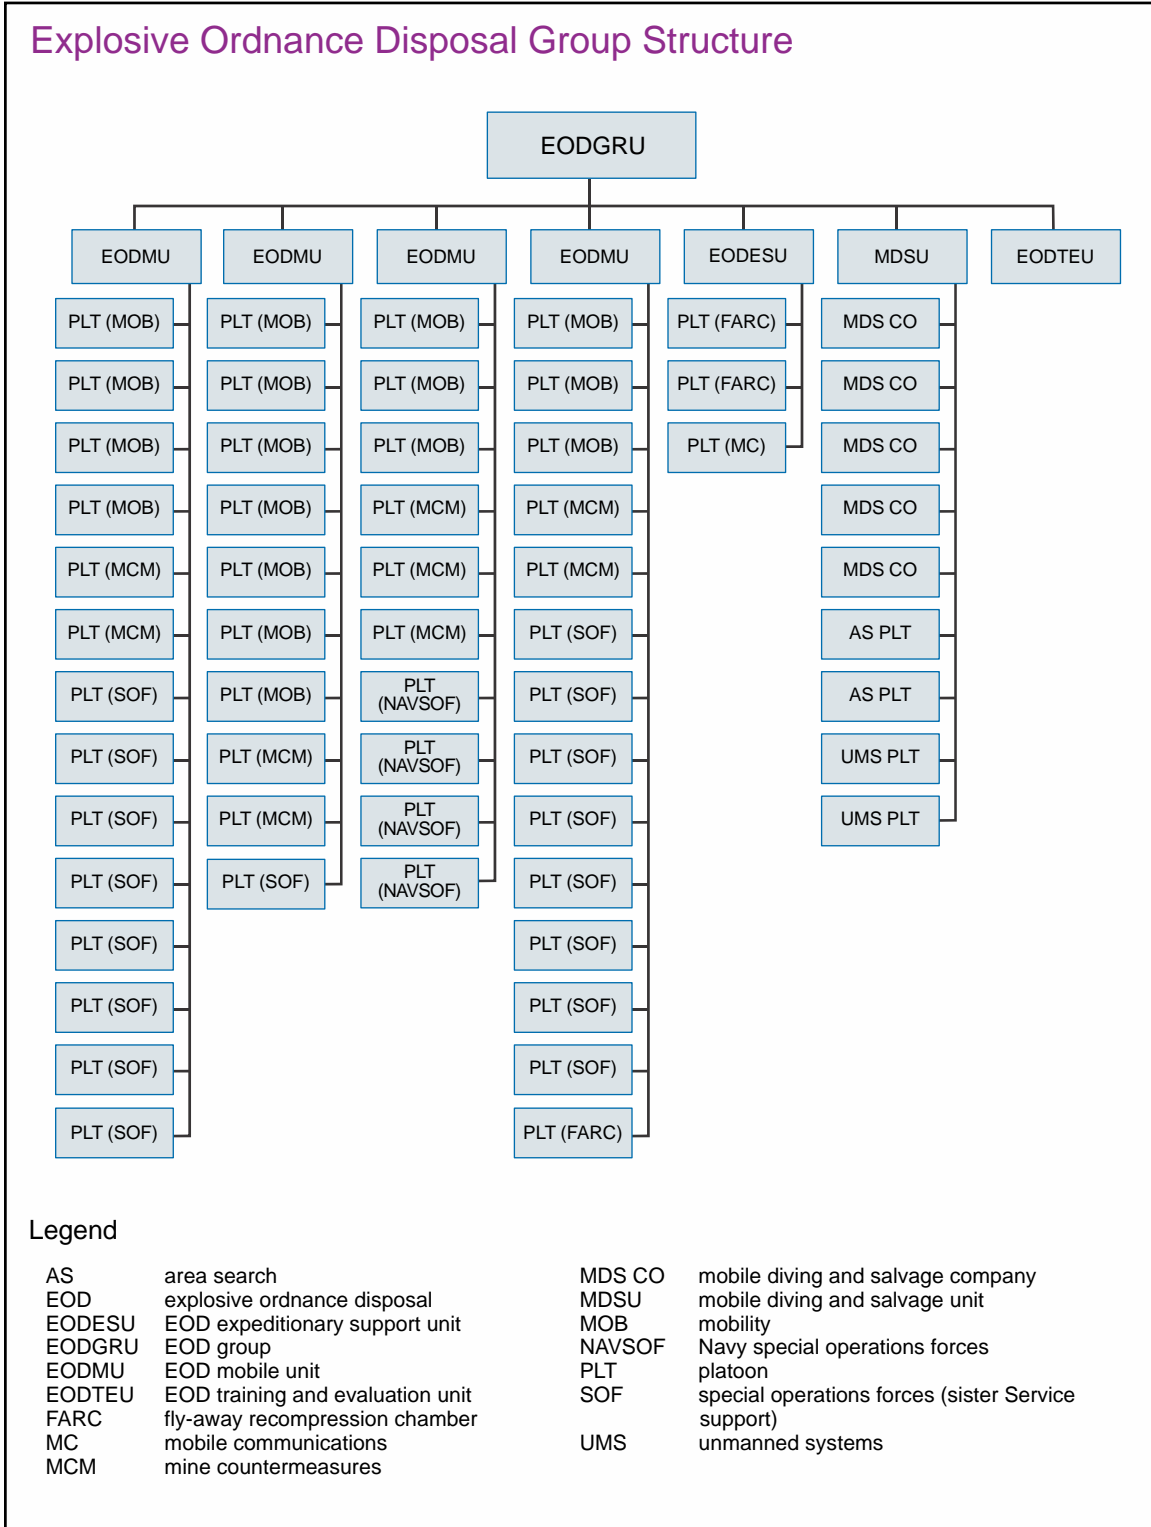 Explosive Ordnance Disposal Group Structure
EODGRU
EODMU EODMU EODMU EODMU EODESU MDSU EODTEU
PLT (MOB) PLT (MOB) PLT (MOB) PLT (MOB) PLT (FARC) MDS CO
PLT (MOB) PLT (MOB) PLT (MOB) PLT (MOB) PLT (FARC) MDS CO
PLT (MOB) PLT (MOB) PLT (MOB) PLT (MOB) PLT (MC) MDS CO
PLT (MOB) PLT (MOB) PLT (MCM) PLT (MCM) MDS CO
PLT (MCM) PLT (MOB) PLT (MCM) PLT (MCM) MDS CO
PLT (MCM) PLT (MOB) PLT (MCM) PLT (SOF) AS PLT
PLT (SOF) PLT (MOB) PLT
(NAVSOF) PLT (SOF) AS PLT
PLT (SOF) PLT (MCM) PLT
(NAVSOF) PLT (SOF) UMS PLT
PLT (SOF) PLT (MCM) PLT
(NAVSOF) PLT (SOF) UMS PLT
PLT (SOF) PLT (SOF) PLT
(NAVSOF) PLT (SOF)
PLT (SOF) PLT (SOF)
PLT (SOF) PLT (SOF)
PLT (SOF) PLT (SOF)
PLT (SOF) PLT (FARC)
Legend
AS area search
EOD explosive ordnance disposal
EODESU EOD expeditionary support unit
EODGRU EOD group
EODMU EOD mobile unit
EODTEU EOD training and evaluation unit
FARC fly-away recompression chamber
MC mobile communications
MCM mine countermeasures
MDS CO mobile diving and salvage company
MDSU mobile diving and salvage unit
MOB mobility
NAVSOF Navy special operations forces
PLT platoon
SOF special operations forces (sister Service
support)
UMS unmanned systems